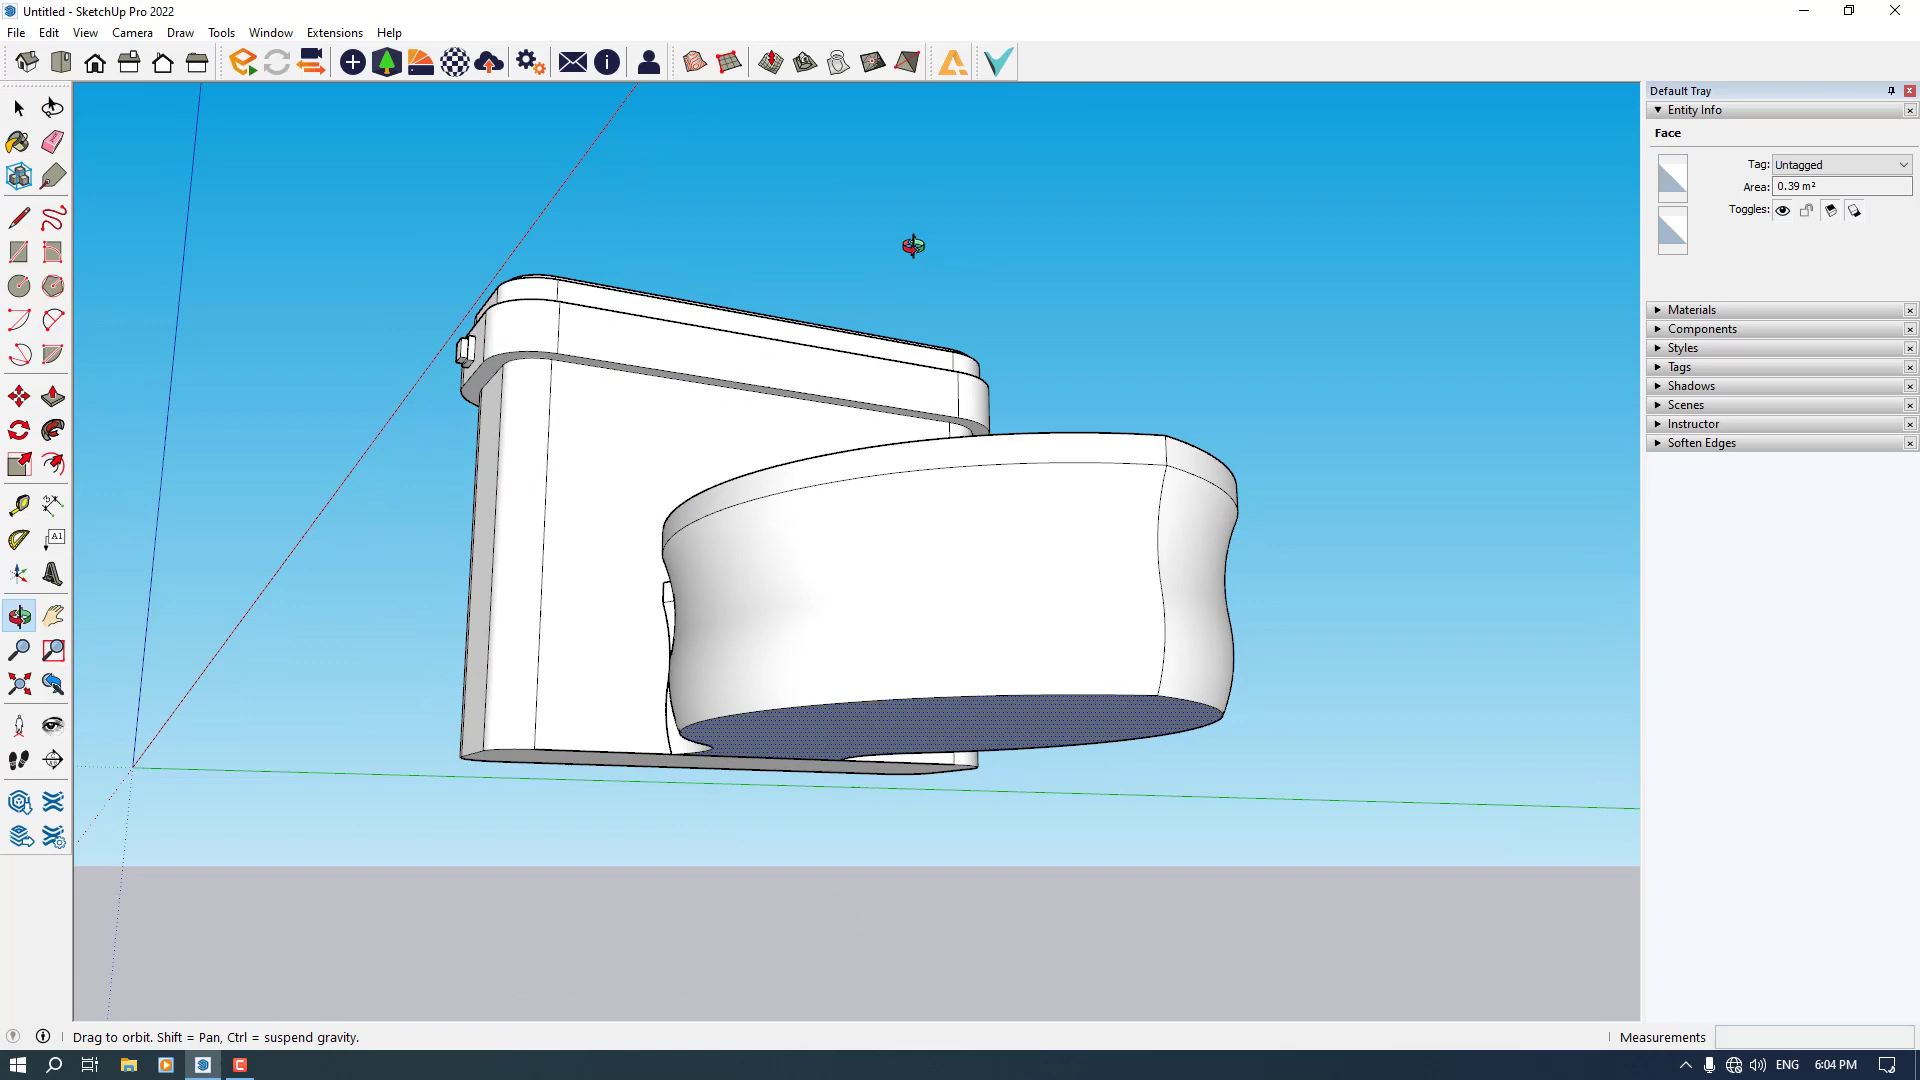 Untitled - SketchUp Pro 2022
File Edit View Camera Draw Tools Window Extensions Help
Default Tray
Entity Info
Face
Tag: Untagged
Area: 0.39 m²
Toggles:
Materials
Components
Styles
Tags
Shadows
Scenes
Instructor
Soften Edges
A1
Drag to orbit. Shift = Pan, Ctrl = suspend gravity.
Measurements
ENG
6:04 PM